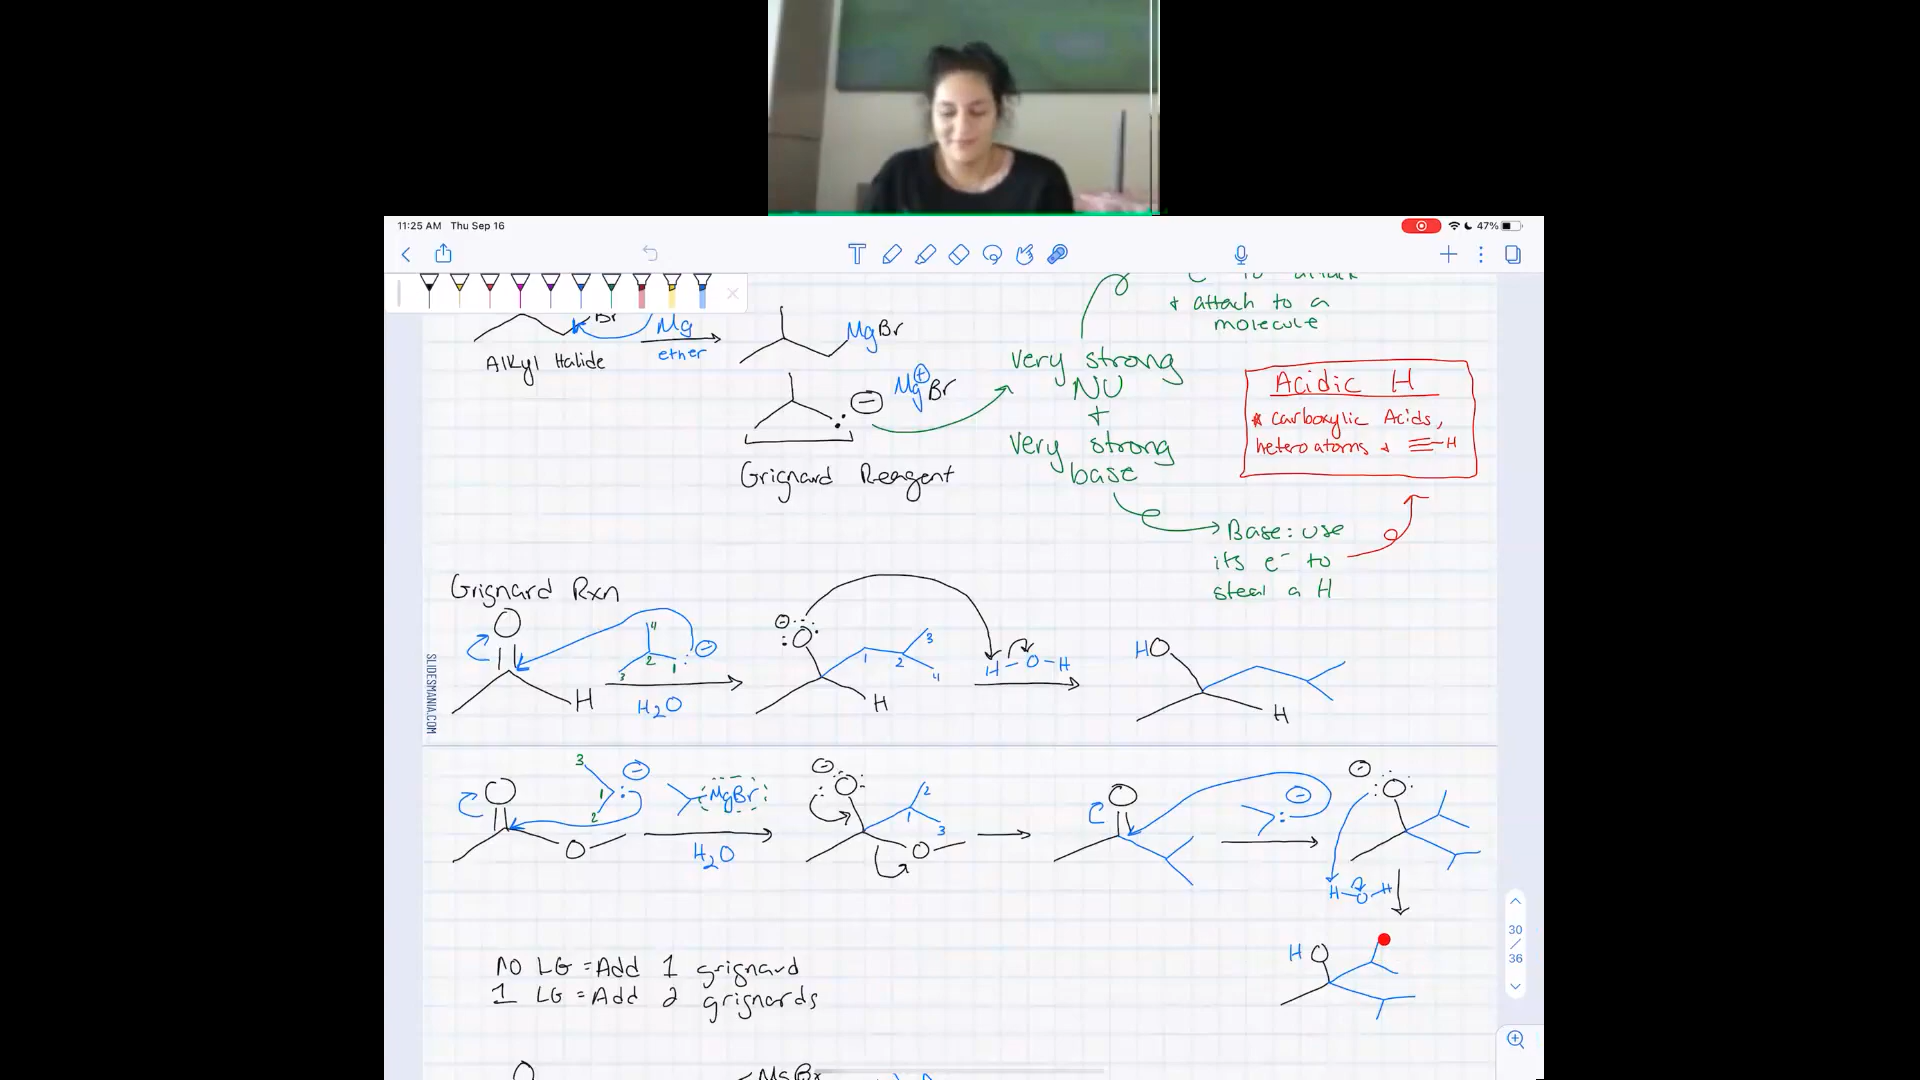 11:25 AM Thu Sep 16
47%
T
+ attach to a
molecule
Br
Mg
ether
Alkyl Halide
MgBr
Mg + Br
−
Grignard Reagent
very strong
NU
+
very strong
base
Acidic H
* carboxylic Acids,
heteroatoms + ≡-H
Base: use
its e⁻ to
steal a H
Grignard Rxn
O
H
4
2
3
1
−
H₂O
− O
1
2
3
4
H
H-O-H
HO
H
SLIDESMANIA.COM
O
O
3
1
2
−
MgBr
H₂O
− O
2
1
3
O
O
−
− O
H-O-H
H O
no LG = Add 1 grignard
1 LG = Add 2 grignards
30
/
36
O
MgBr